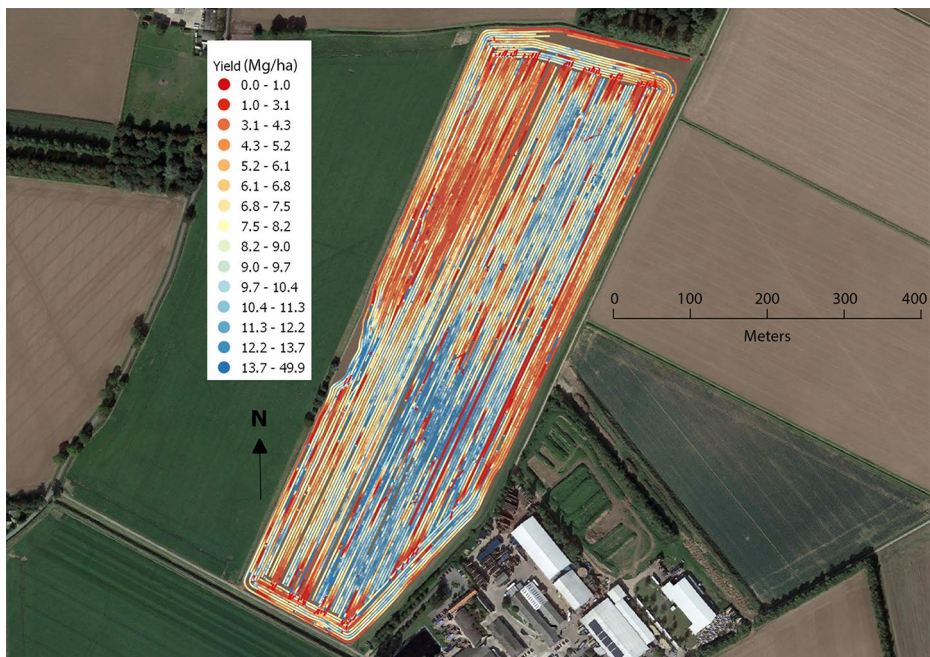 Yield (Mg/ha)
0.0 - 1.0
1.0 - 3.1
3.1 - 4.3
4.3 - 5.2
5.2 - 6.1
6.1 - 6.8
6.8 - 7.5
7.5 - 8.2
8.2 - 9.0
9.0 - 9.7
9.7 - 10.4
10.4 - 11.3
11.3 - 12.2
12.2 - 13.7
13.7 - 49.9
0 100 200 300 400
Meters
N